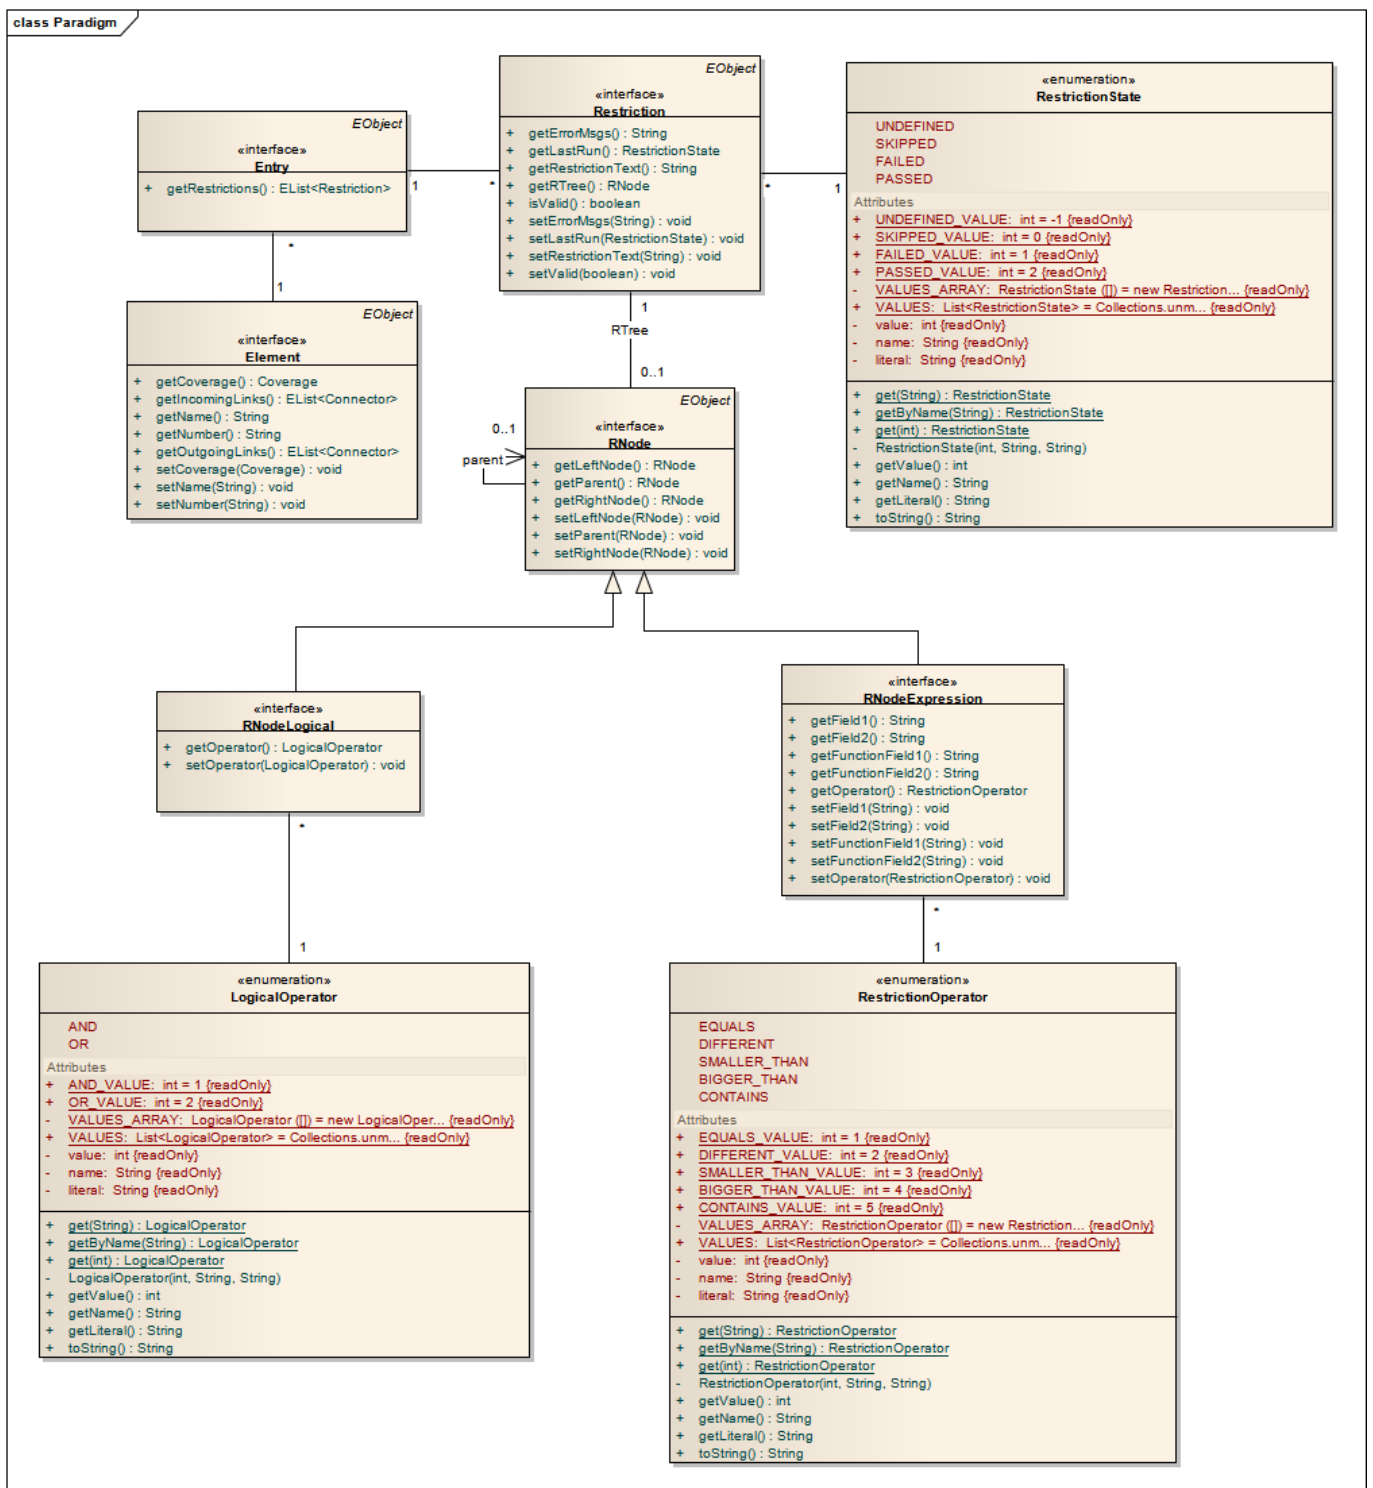 class Paradigm
EObject
«interface»
Restriction
+ getErrorMsgs() : String
+ getLastRun() : RestrictionState
+ getRestrictionText() : String
+ getRTree() : RNode
+ isValid() : boolean
+ setErrorMsgs(String) : void
+ setLastRun(RestrictionState) : void
+ setRestrictionText(String) : void
+ setValid(boolean) : void
«enumeration»
RestrictionState
UNDEFINED
SKIPPED
FAILED
PASSED
Attributes
+ UNDEFINED_VALUE: int = -1 {readOnly}
+ SKIPPED_VALUE: int = 0 {readOnly}
+ FAILED_VALUE: int = 1 {readOnly}
+ PASSED_VALUE: int = 2 {readOnly}
- VALUES_ARRAY: RestrictionState ([]) = new Restriction... {readOnly}
+ VALUES: List<RestrictionState> = Collections.unm... {readOnly}
- value: int {readOnly}
- name: String {readOnly}
- literal: String {readOnly}
+ get(String) : RestrictionState
+ getByName(String) : RestrictionState
+ get(int) : RestrictionState
- RestrictionState(int, String, String)
+ getValue() : int
+ getName() : String
+ getLiteral() : String
+ toString() : String
EObject
«interface»
Entry
+ getRestrictions() : EList<Restriction>
1
*
*
1
*
1
EObject
«interface»
Element
+ getCoverage() : Coverage
+ getIncomingLinks() : EList<Connector>
+ getName() : String
+ getNumber() : String
+ getOutgoingLinks() : EList<Connector>
+ setCoverage(Coverage) : void
+ setName(String) : void
+ setNumber(String) : void
1
RTree
0..1
EObject
«interface»
RNode
+ getLeftNode() : RNode
+ getParent() : RNode
+ getRightNode() : RNode
+ setLeftNode(RNode) : void
+ setParent(RNode) : void
+ setRightNode(RNode) : void
0..1
parent
«interface»
RNodeLogical
+ getOperator() : LogicalOperator
+ setOperator(LogicalOperator) : void
«interface»
RNodeExpression
+ getField1() : String
+ getField2() : String
+ getFunctionField1() : String
+ getFunctionField2() : String
+ getOperator() : RestrictionOperator
+ setField1(String) : void
+ setField2(String) : void
+ setFunctionField1(String) : void
+ setFunctionField2(String) : void
+ setOperator(RestrictionOperator) : void
*
1
*
1
«enumeration»
LogicalOperator
AND
OR
Attributes
+ AND_VALUE: int = 1 {readOnly}
+ OR_VALUE: int = 2 {readOnly}
- VALUES_ARRAY: LogicalOperator ([]) = new LogicalOper... {readOnly}
+ VALUES: List<LogicalOperator> = Collections.unm... {readOnly}
- value: int {readOnly}
- name: String {readOnly}
- literal: String {readOnly}
+ get(String) : LogicalOperator
+ getByName(String) : LogicalOperator
+ get(int) : LogicalOperator
- LogicalOperator(int, String, String)
+ getValue() : int
+ getName() : String
+ getLiteral() : String
+ toString() : String
«enumeration»
RestrictionOperator
EQUALS
DIFFERENT
SMALLER_THAN
BIGGER_THAN
CONTAINS
Attributes
+ EQUALS_VALUE: int = 1 {readOnly}
+ DIFFERENT_VALUE: int = 2 {readOnly}
+ SMALLER_THAN_VALUE: int = 3 {readOnly}
+ BIGGER_THAN_VALUE: int = 4 {readOnly}
+ CONTAINS_VALUE: int = 5 {readOnly}
- VALUES_ARRAY: RestrictionOperator ([]) = new Restriction... {readOnly}
+ VALUES: List<RestrictionOperator> = Collections.unm... {readOnly}
- value: int {readOnly}
- name: String {readOnly}
- literal: String {readOnly}
+ get(String) : RestrictionOperator
+ getByName(String) : RestrictionOperator
+ get(int) : RestrictionOperator
- RestrictionOperator(int, String, String)
+ getValue() : int
+ getName() : String
+ getLiteral() : String
+ toString() : String